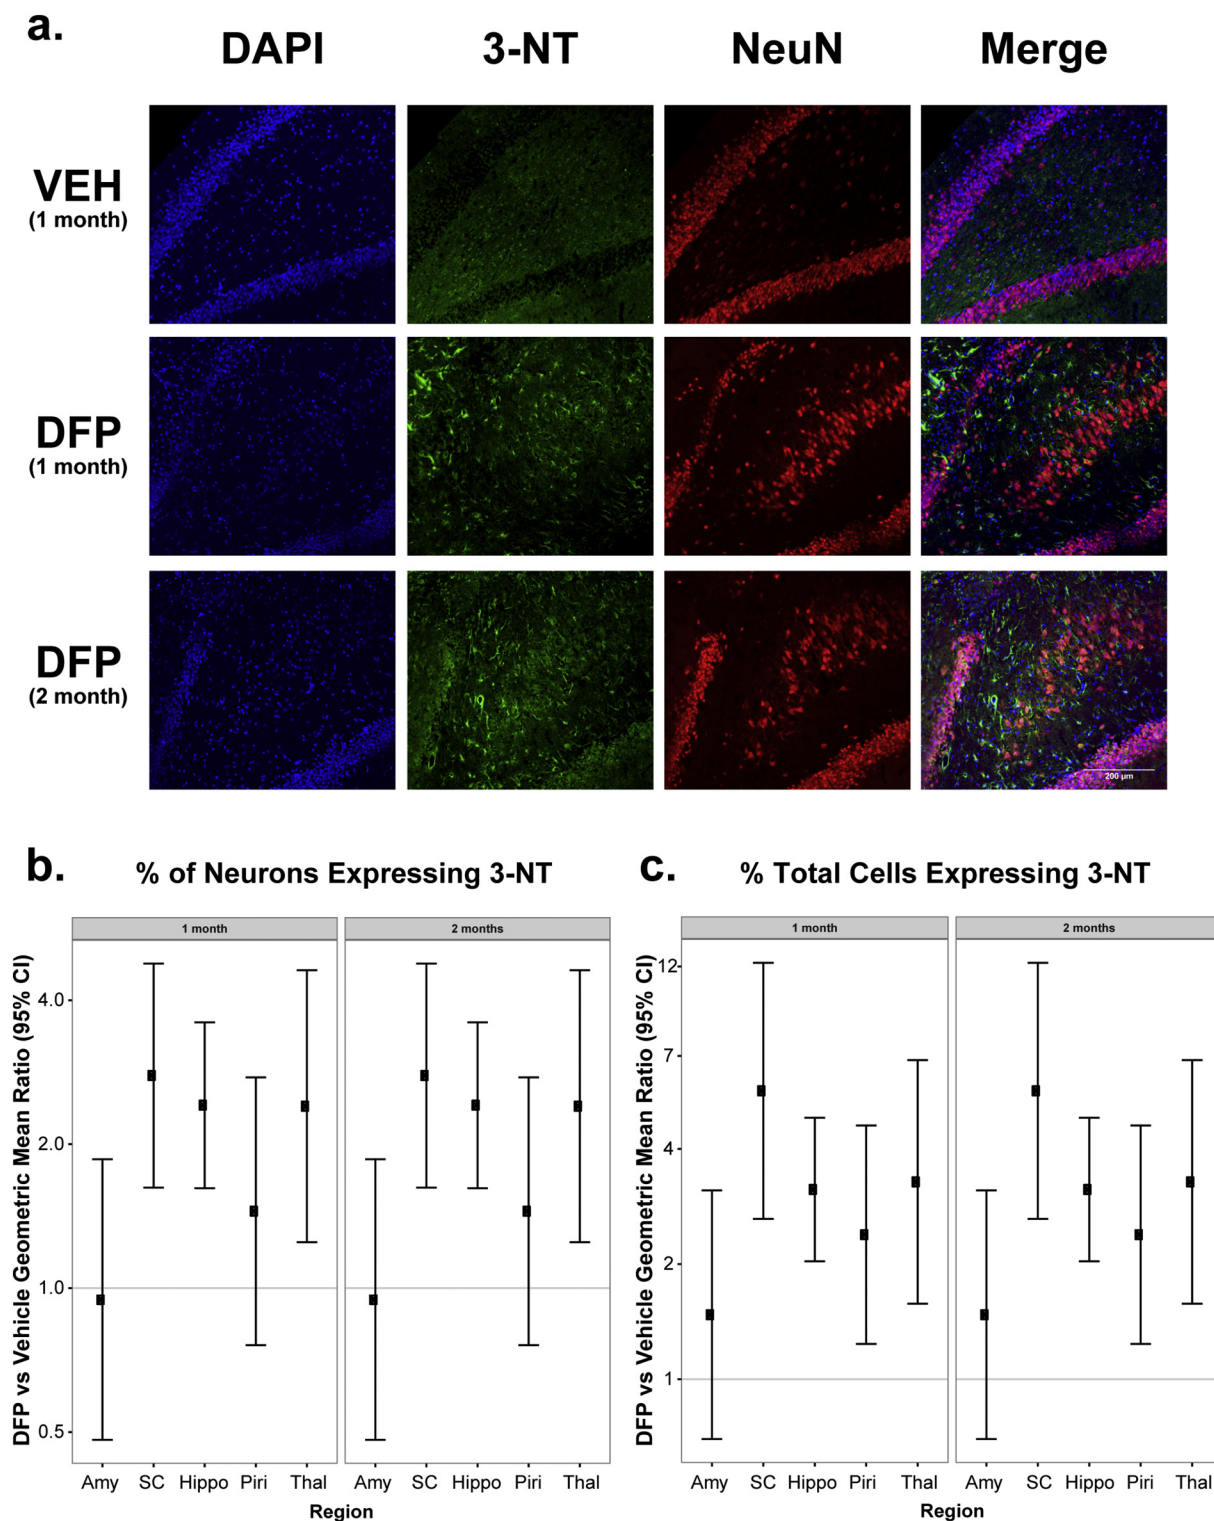 a.
DAPI 3-NT NeuN Merge
VEH
(1 month)
DFP
(1 month)
DFP
(2 month)
200 µm
b. % of Neurons Expressing 3-NT
DFP vs Vehicle Geometric Mean Ratio (95% CI)
1 month 2 months
4.0
2.0
1.0
0.5
Amy SC Hippo Piri Thal Amy SC Hippo Piri Thal
Region
c. % Total Cells Expressing 3-NT
DFP vs Vehicle Geometric Mean Ratio (95% CI)
1 month 2 months
12
7
4
2
1
Amy SC Hippo Piri Thal Amy SC Hippo Piri Thal
Region